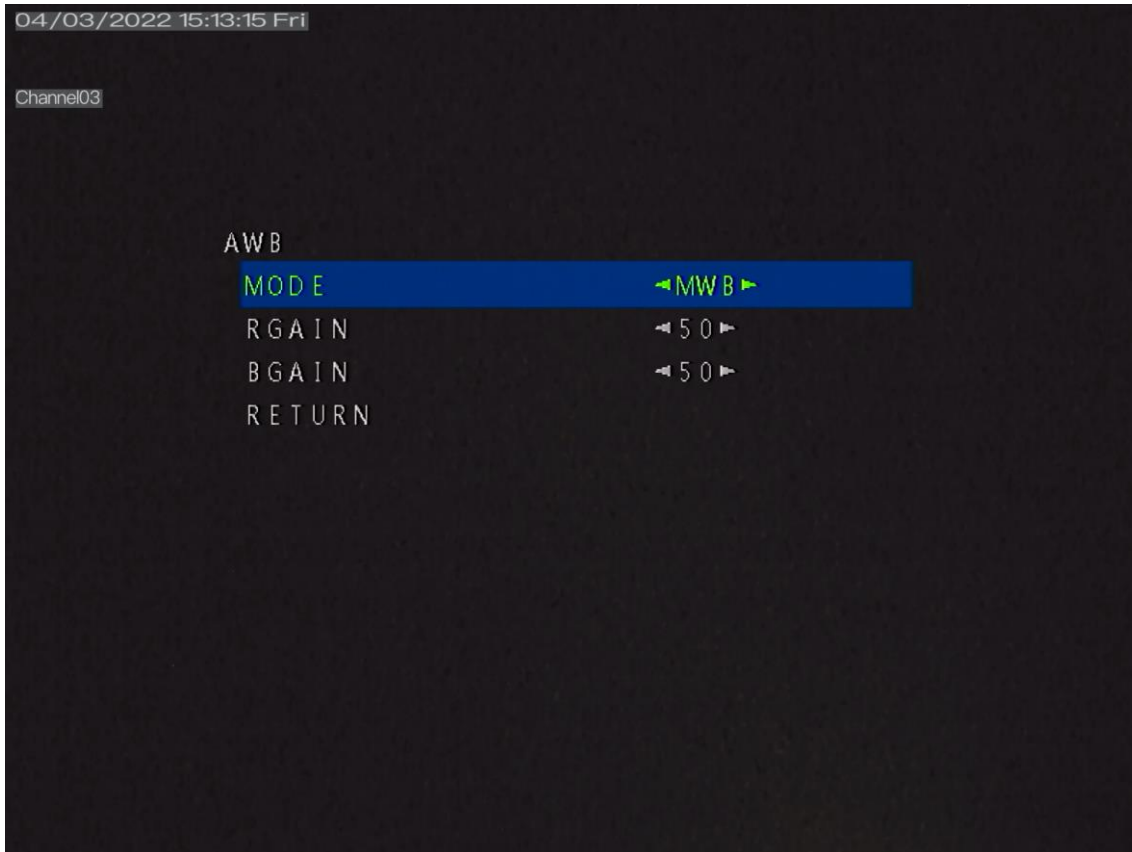 04/03/2022 15:13:15 Fri
Channel03
AWB
MODE ◄MWB►
RGAIN ◄50►
BGAIN ◄50►
RETURN